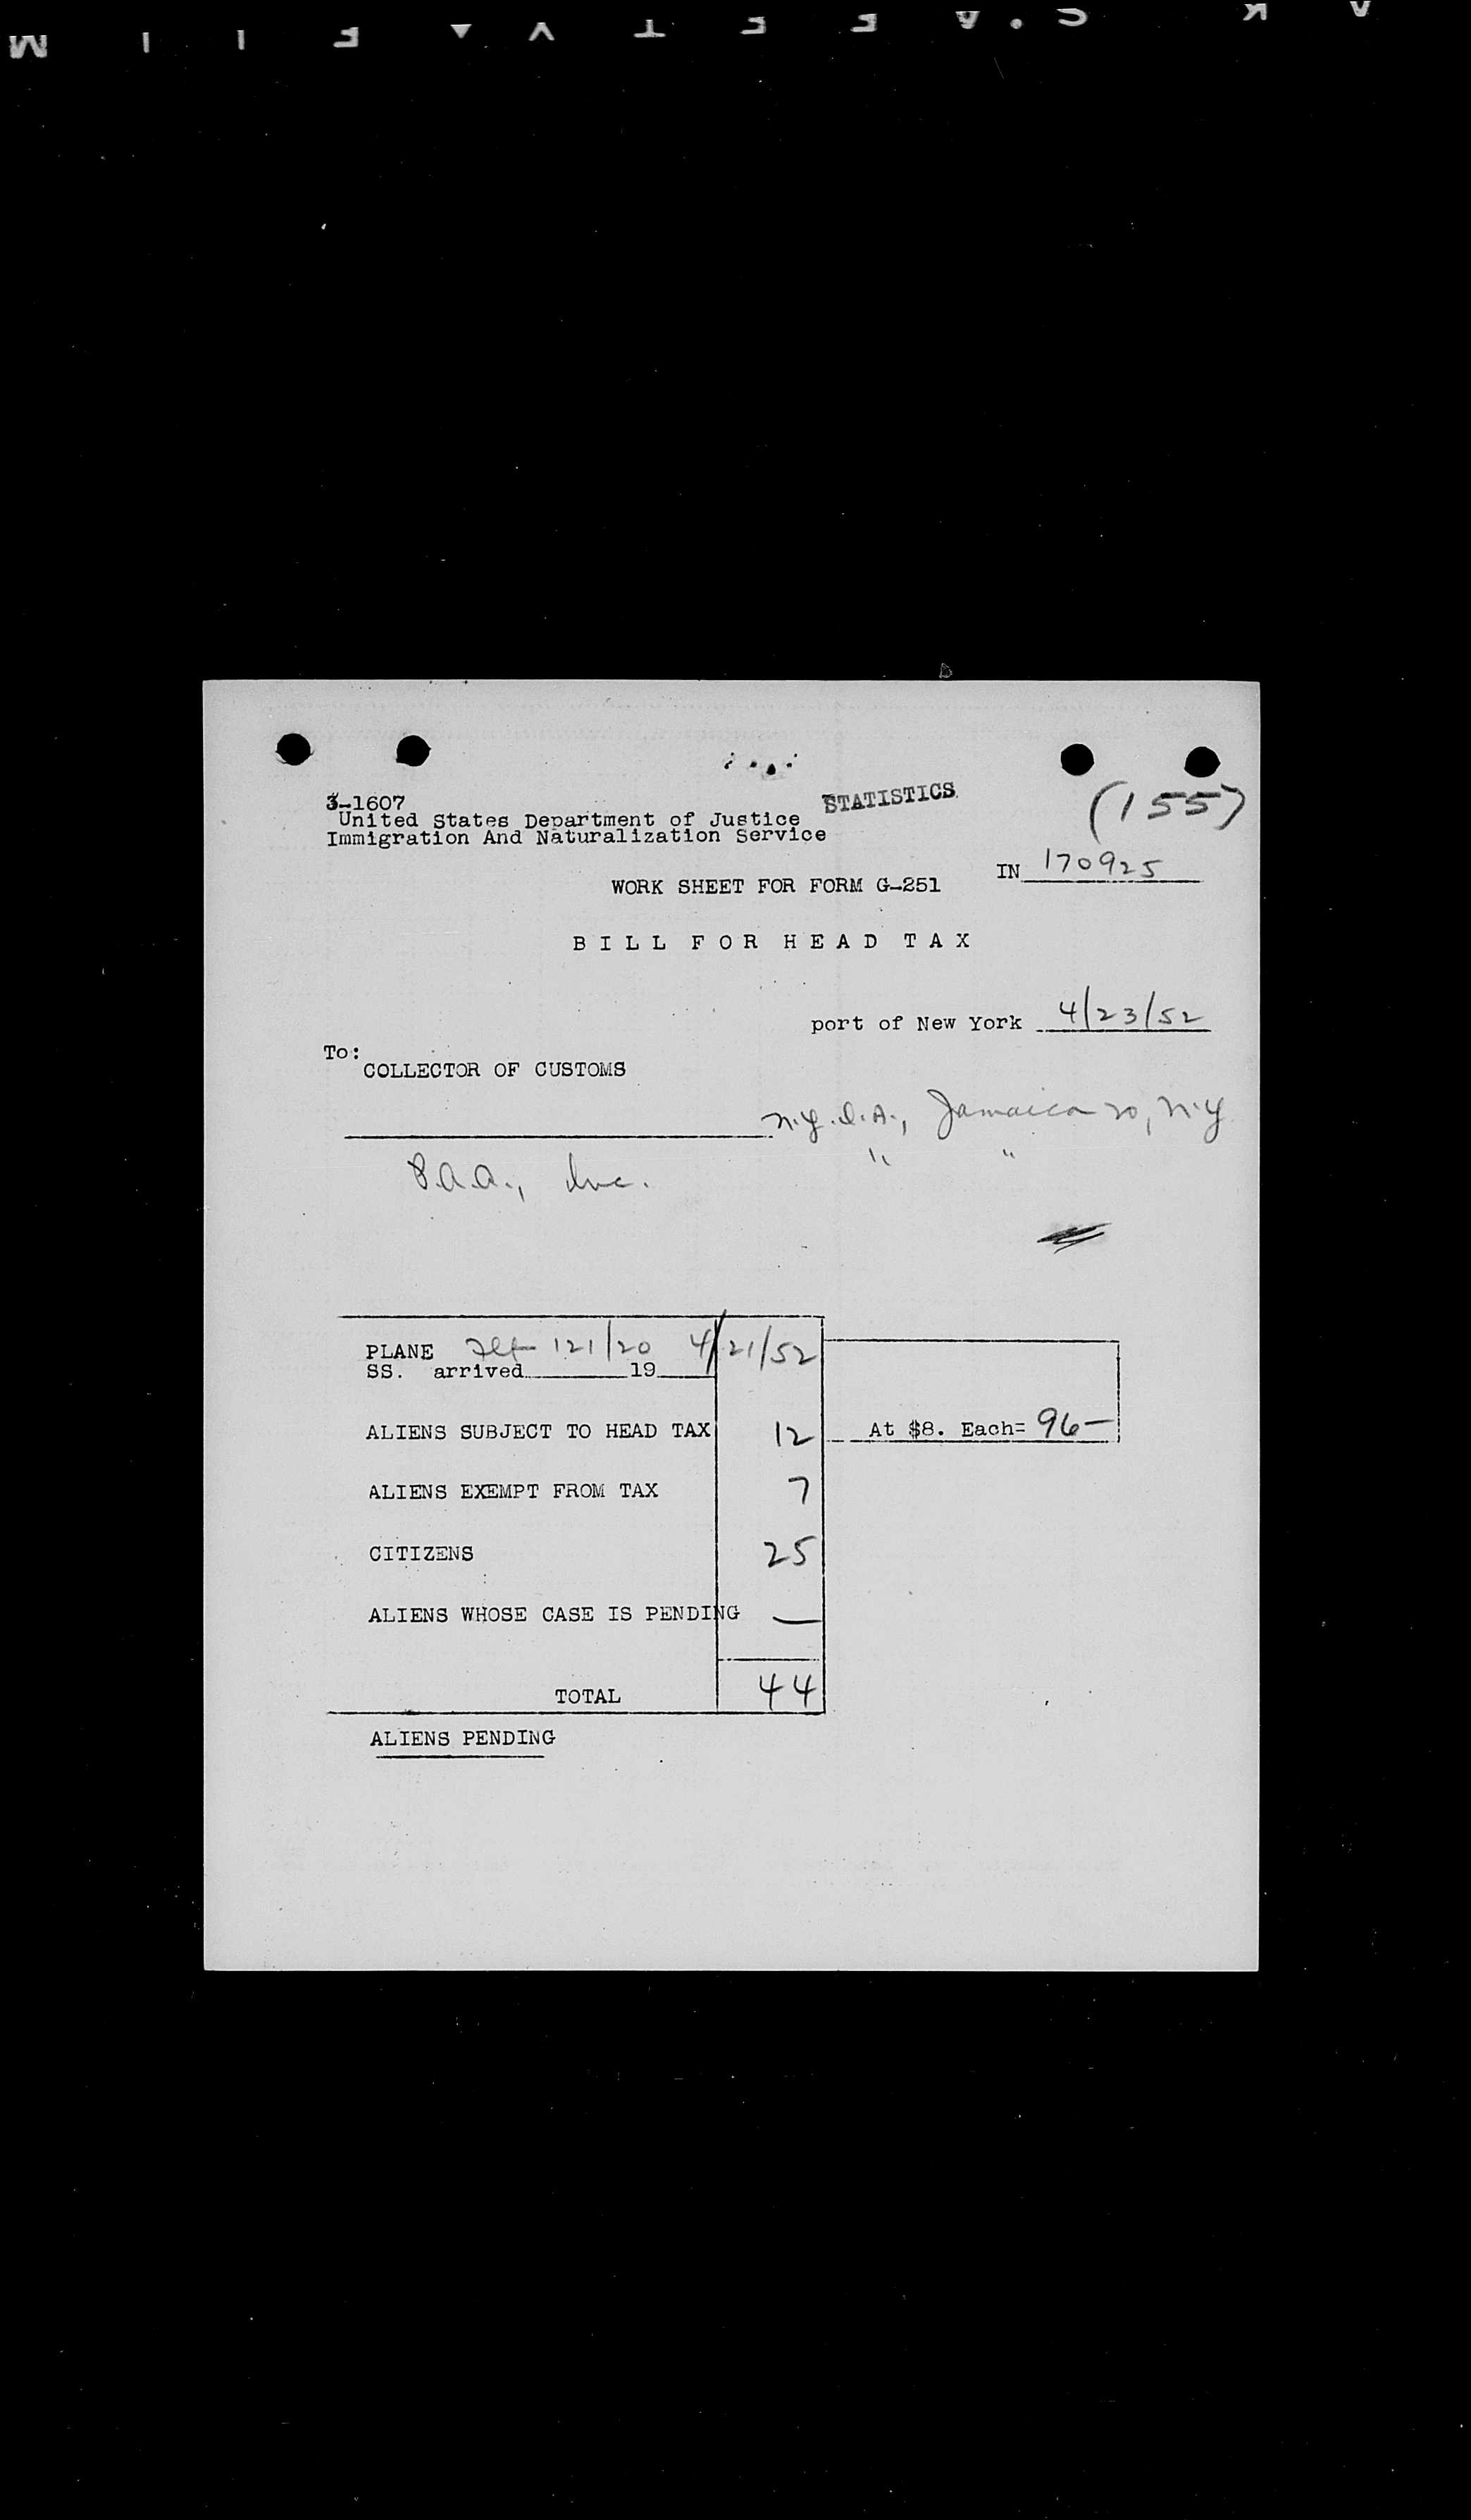 STATISTICS
(155)
3-1607
United States Department of Justice
Immigration And Naturalization Service
IN 170925
WORK SHEET FOR FORM G-251
BILL FOR HEAD TAX
port of New York 4/23/52
To:
COLLECTOR OF CUSTOMS
N.Y.I.A., Jamaica 20, N.Y
" "
P.A.A., Inc.
PLANE Flt 121/20 4/21/52
SS. arrived 19
ALIENS SUBJECT TO HEAD TAX 12 At $8. Each= 96—
ALIENS EXEMPT FROM TAX 7
CITIZENS 25
ALIENS WHOSE CASE IS PENDING —
TOTAL 44
ALIENS PENDING